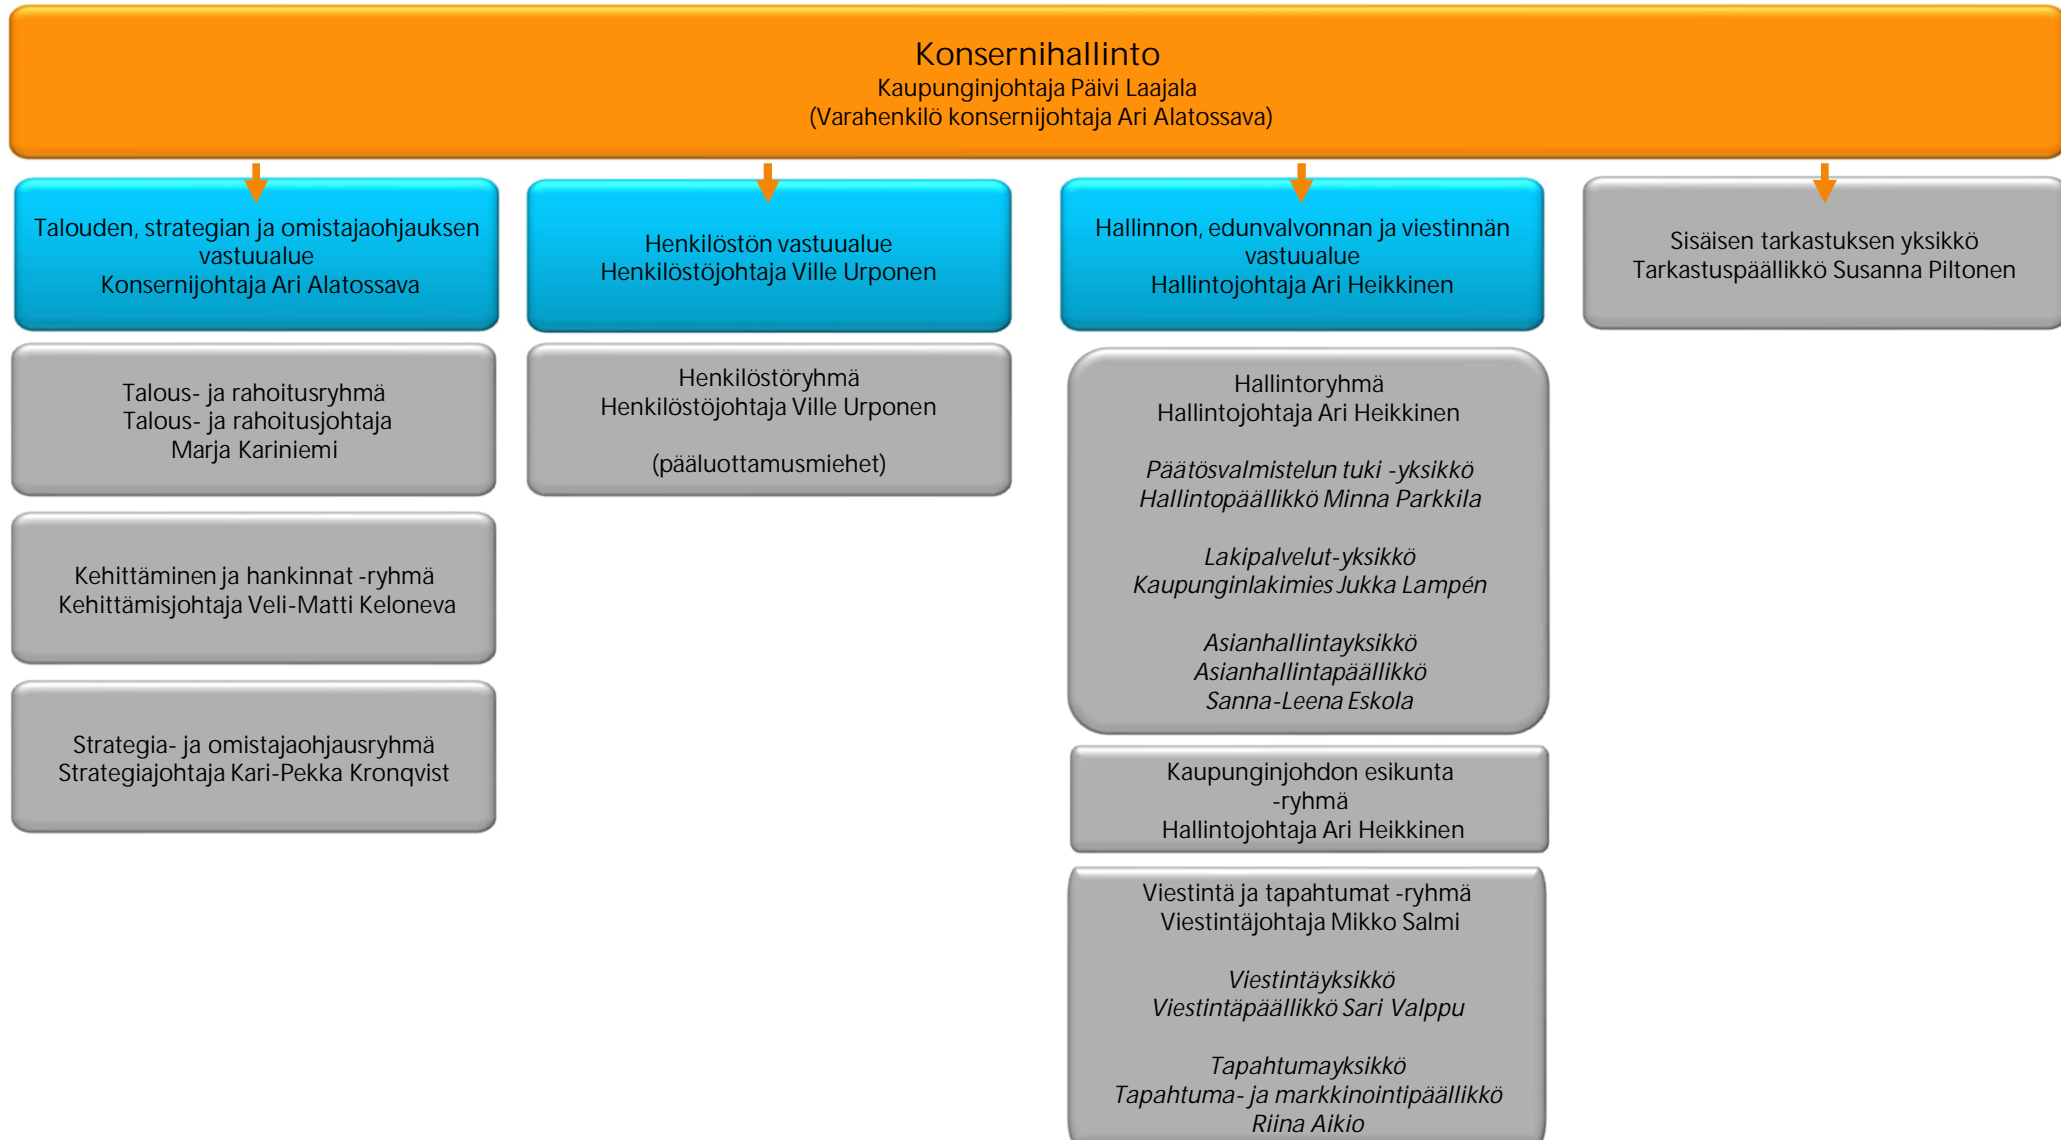 Konsernihallinto
Kaupunginjohtaja Päivi Laajala
(Varahenkilö konsernijohtaja Ari Alatossava)
Talouden, strategian ja omistajaohjauksen
vastuualue
Konsernijohtaja Ari Alatossava
Talous- ja rahoitusryhmä
Talous- ja rahoitusjohtaja
Marja Kariniemi
Kehittäminen ja hankinnat -ryhmä
Kehittämisjohtaja Veli-Matti Keloneva
Strategia- ja omistajaohjausryhmä
Strategiajohtaja Kari-Pekka Kronqvist
Henkilöstön vastuualue
Henkilöstöjohtaja Ville Urponen
Henkilöstöryhmä
Henkilöstöjohtaja Ville Urponen
(pääluottamusmiehet)
Hallinnon, edunvalvonnan ja viestinnän
vastuualue
Hallintojohtaja Ari Heikkinen
Hallintoryhmä
Hallintojohtaja Ari Heikkinen
Päätösvalmistelun tuki -yksikkö
Hallintopäällikkö Minna Parkkila
Lakipalvelut-yksikkö
Kaupunginlakimies Jukka Lampén
Asianhallintayksikkö
Asianhallintapäällikkö
Sanna-Leena Eskola
Kaupunginjohdon esikunta
-ryhmä
Hallintojohtaja Ari Heikkinen
Viestintä ja tapahtumat -ryhmä
Viestintäjohtaja Mikko Salmi
Viestintäyksikkö
Viestintäpäällikkö Sari Valppu
Tapahtumayksikkö
Tapahtuma- ja markkinointipäällikkö
Riina Aikio
Sisäisen tarkastuksen yksikkö
Tarkastuspäällikkö Susanna Piltonen